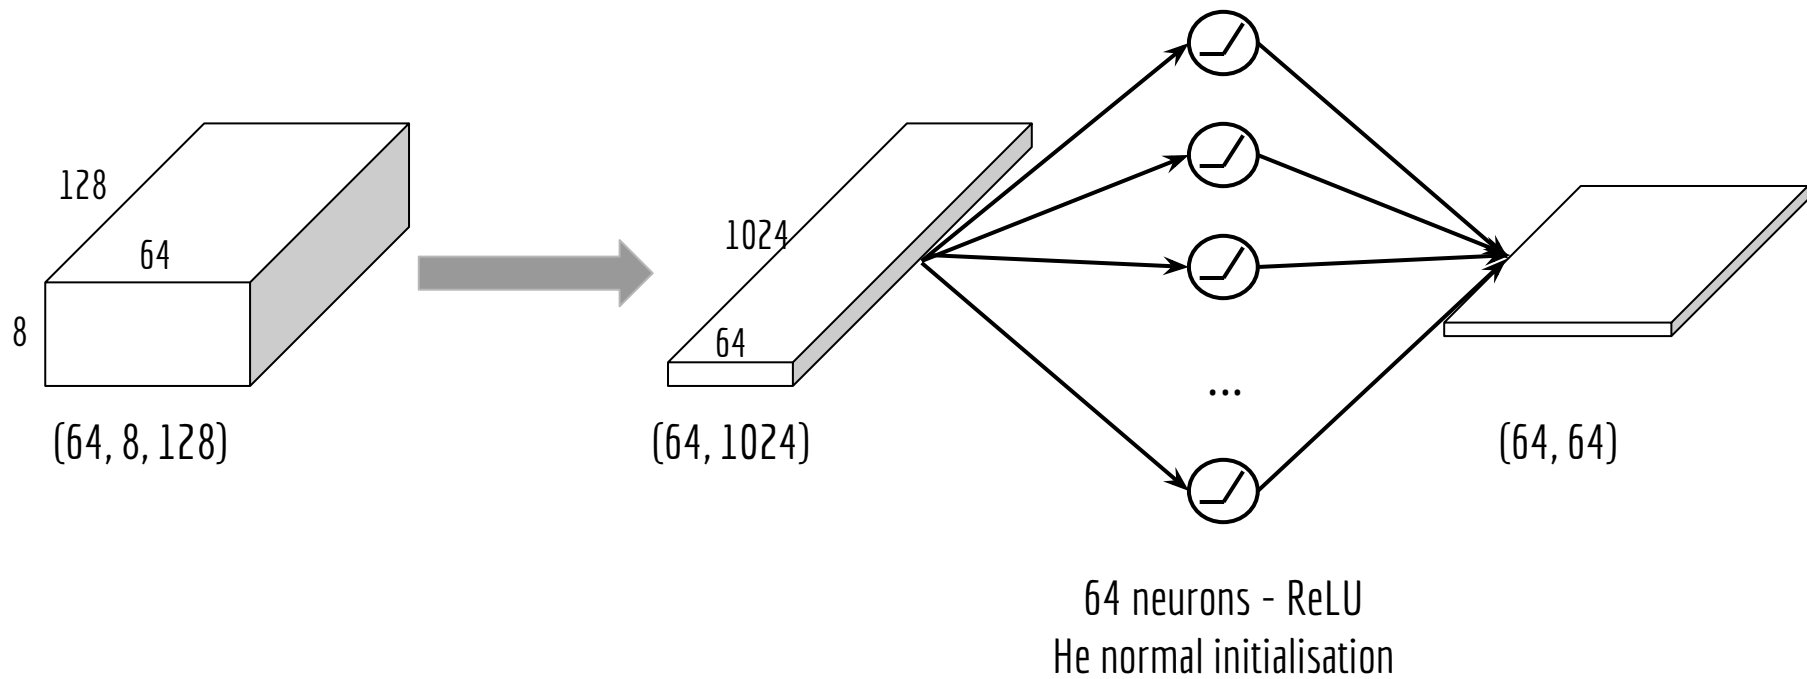 128
64
8
(64, 8, 128)
1024
64
(64, 1024)
...
(64, 64)
64 neurons - ReLU
He normal initialisation